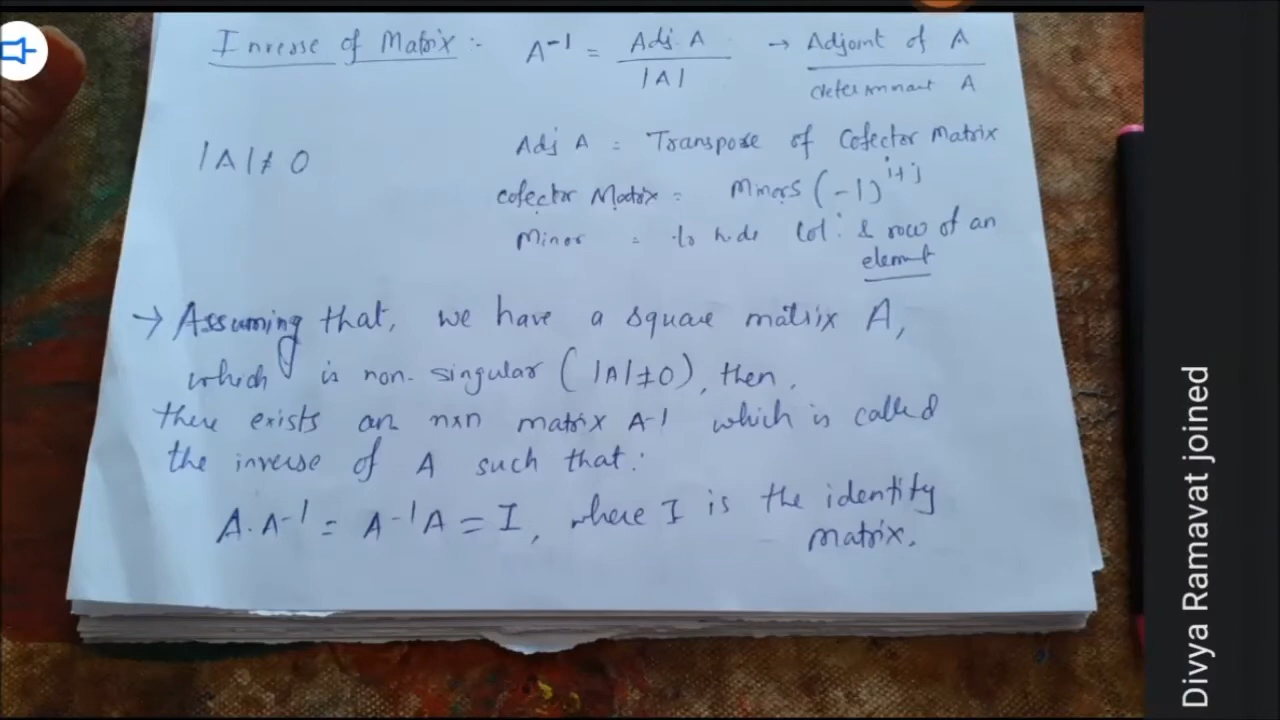 Inverse of Matrix :- A-1 = Adj. A / |A| → Adjoint of A / determinant A
|A| ≠ 0
Adj A = Transpose of Cofector Matrix
cofector Matrix = Minors (-1)^i+j
Minor = to hide Col: & row of an
element
→ Assuming that, we have a square matrix A,
which is non-singular (|A|≠0), then,
there exists an nxn matrix A-1 which is called
the inverse of A such that:
A.A-1 = A-1A = I, where I is the identity
matrix.
Divya Ramavat joined